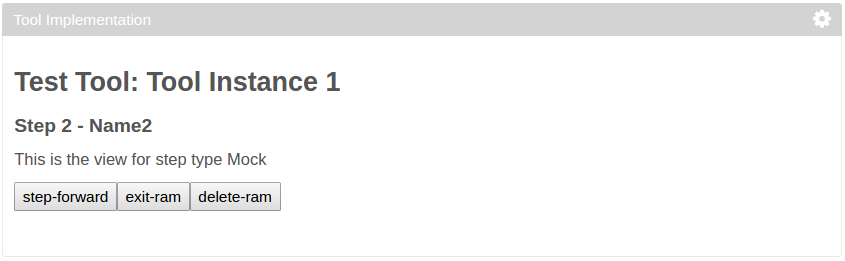 Tool Implementation
Test Tool: Tool Instance 1
Step 2 - Name2
This is the view for step type Mock
step-forward exit-ram delete-ram